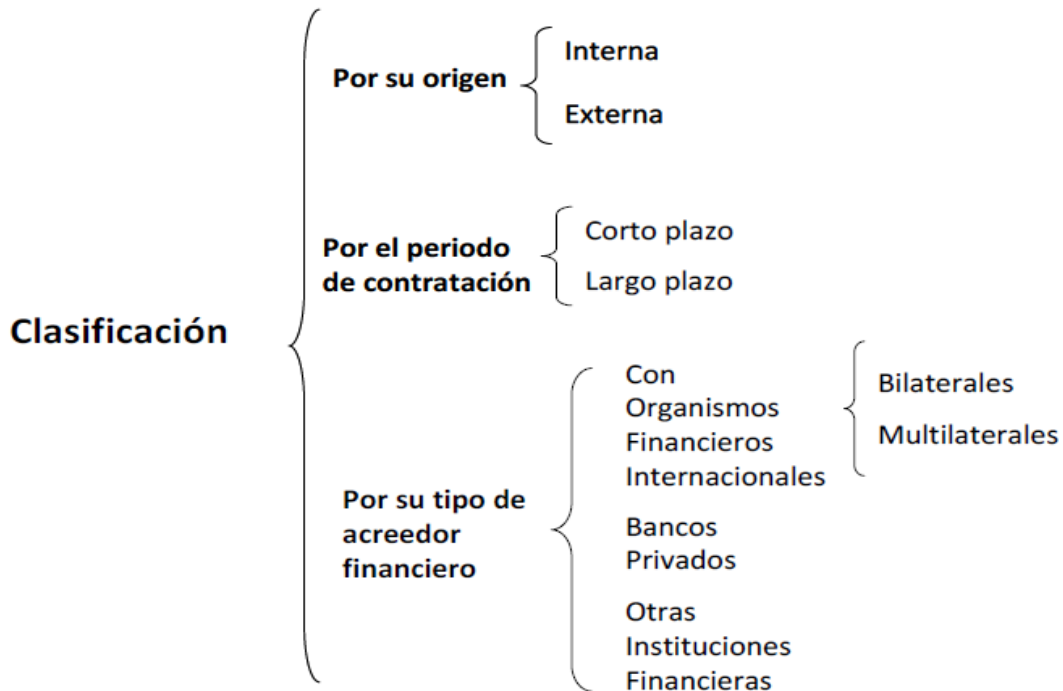 Clasificación
Por su origen
Interna
Externa
Por el periodo
de contratación
Corto plazo
Largo plazo
Por su tipo de
acreedor
financiero
Con
Organismos
Financieros
Internacionales
Bilaterales
Multilaterales
Bancos
Privados
Otras
Instituciones
Financieras